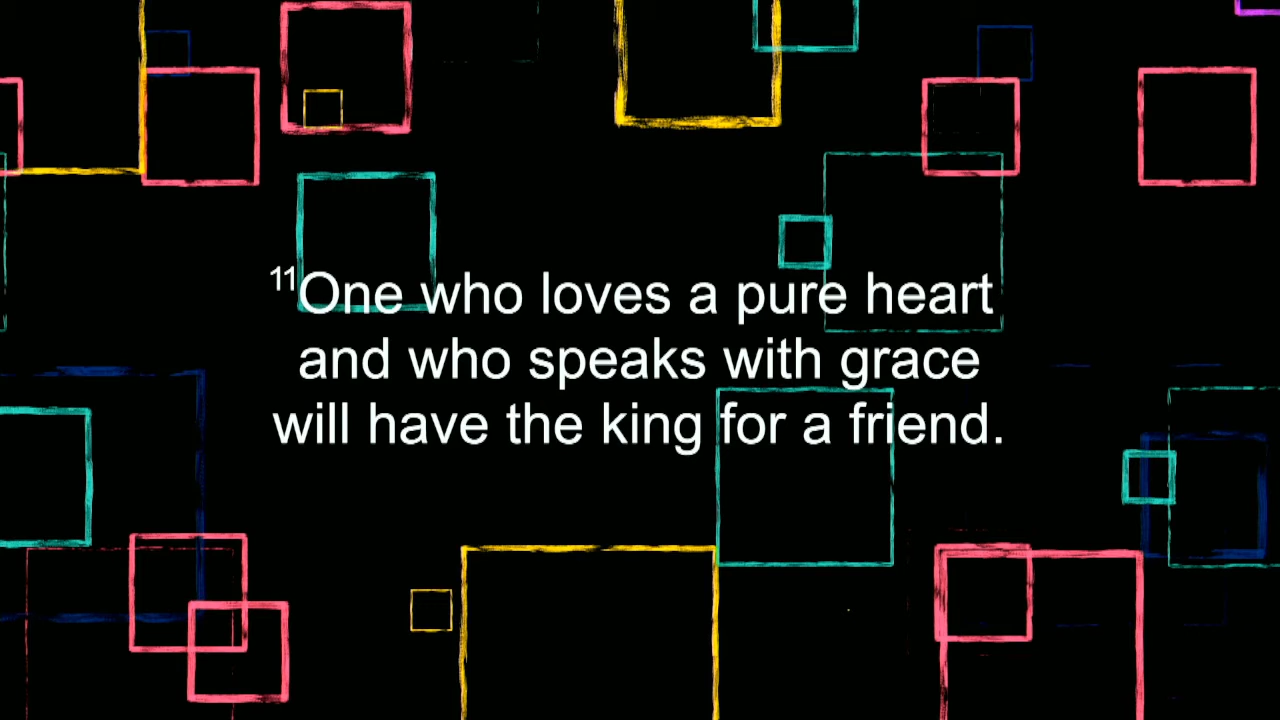 ¹¹One who loves a pure heart
and who speaks with grace
will have the king for a friend.